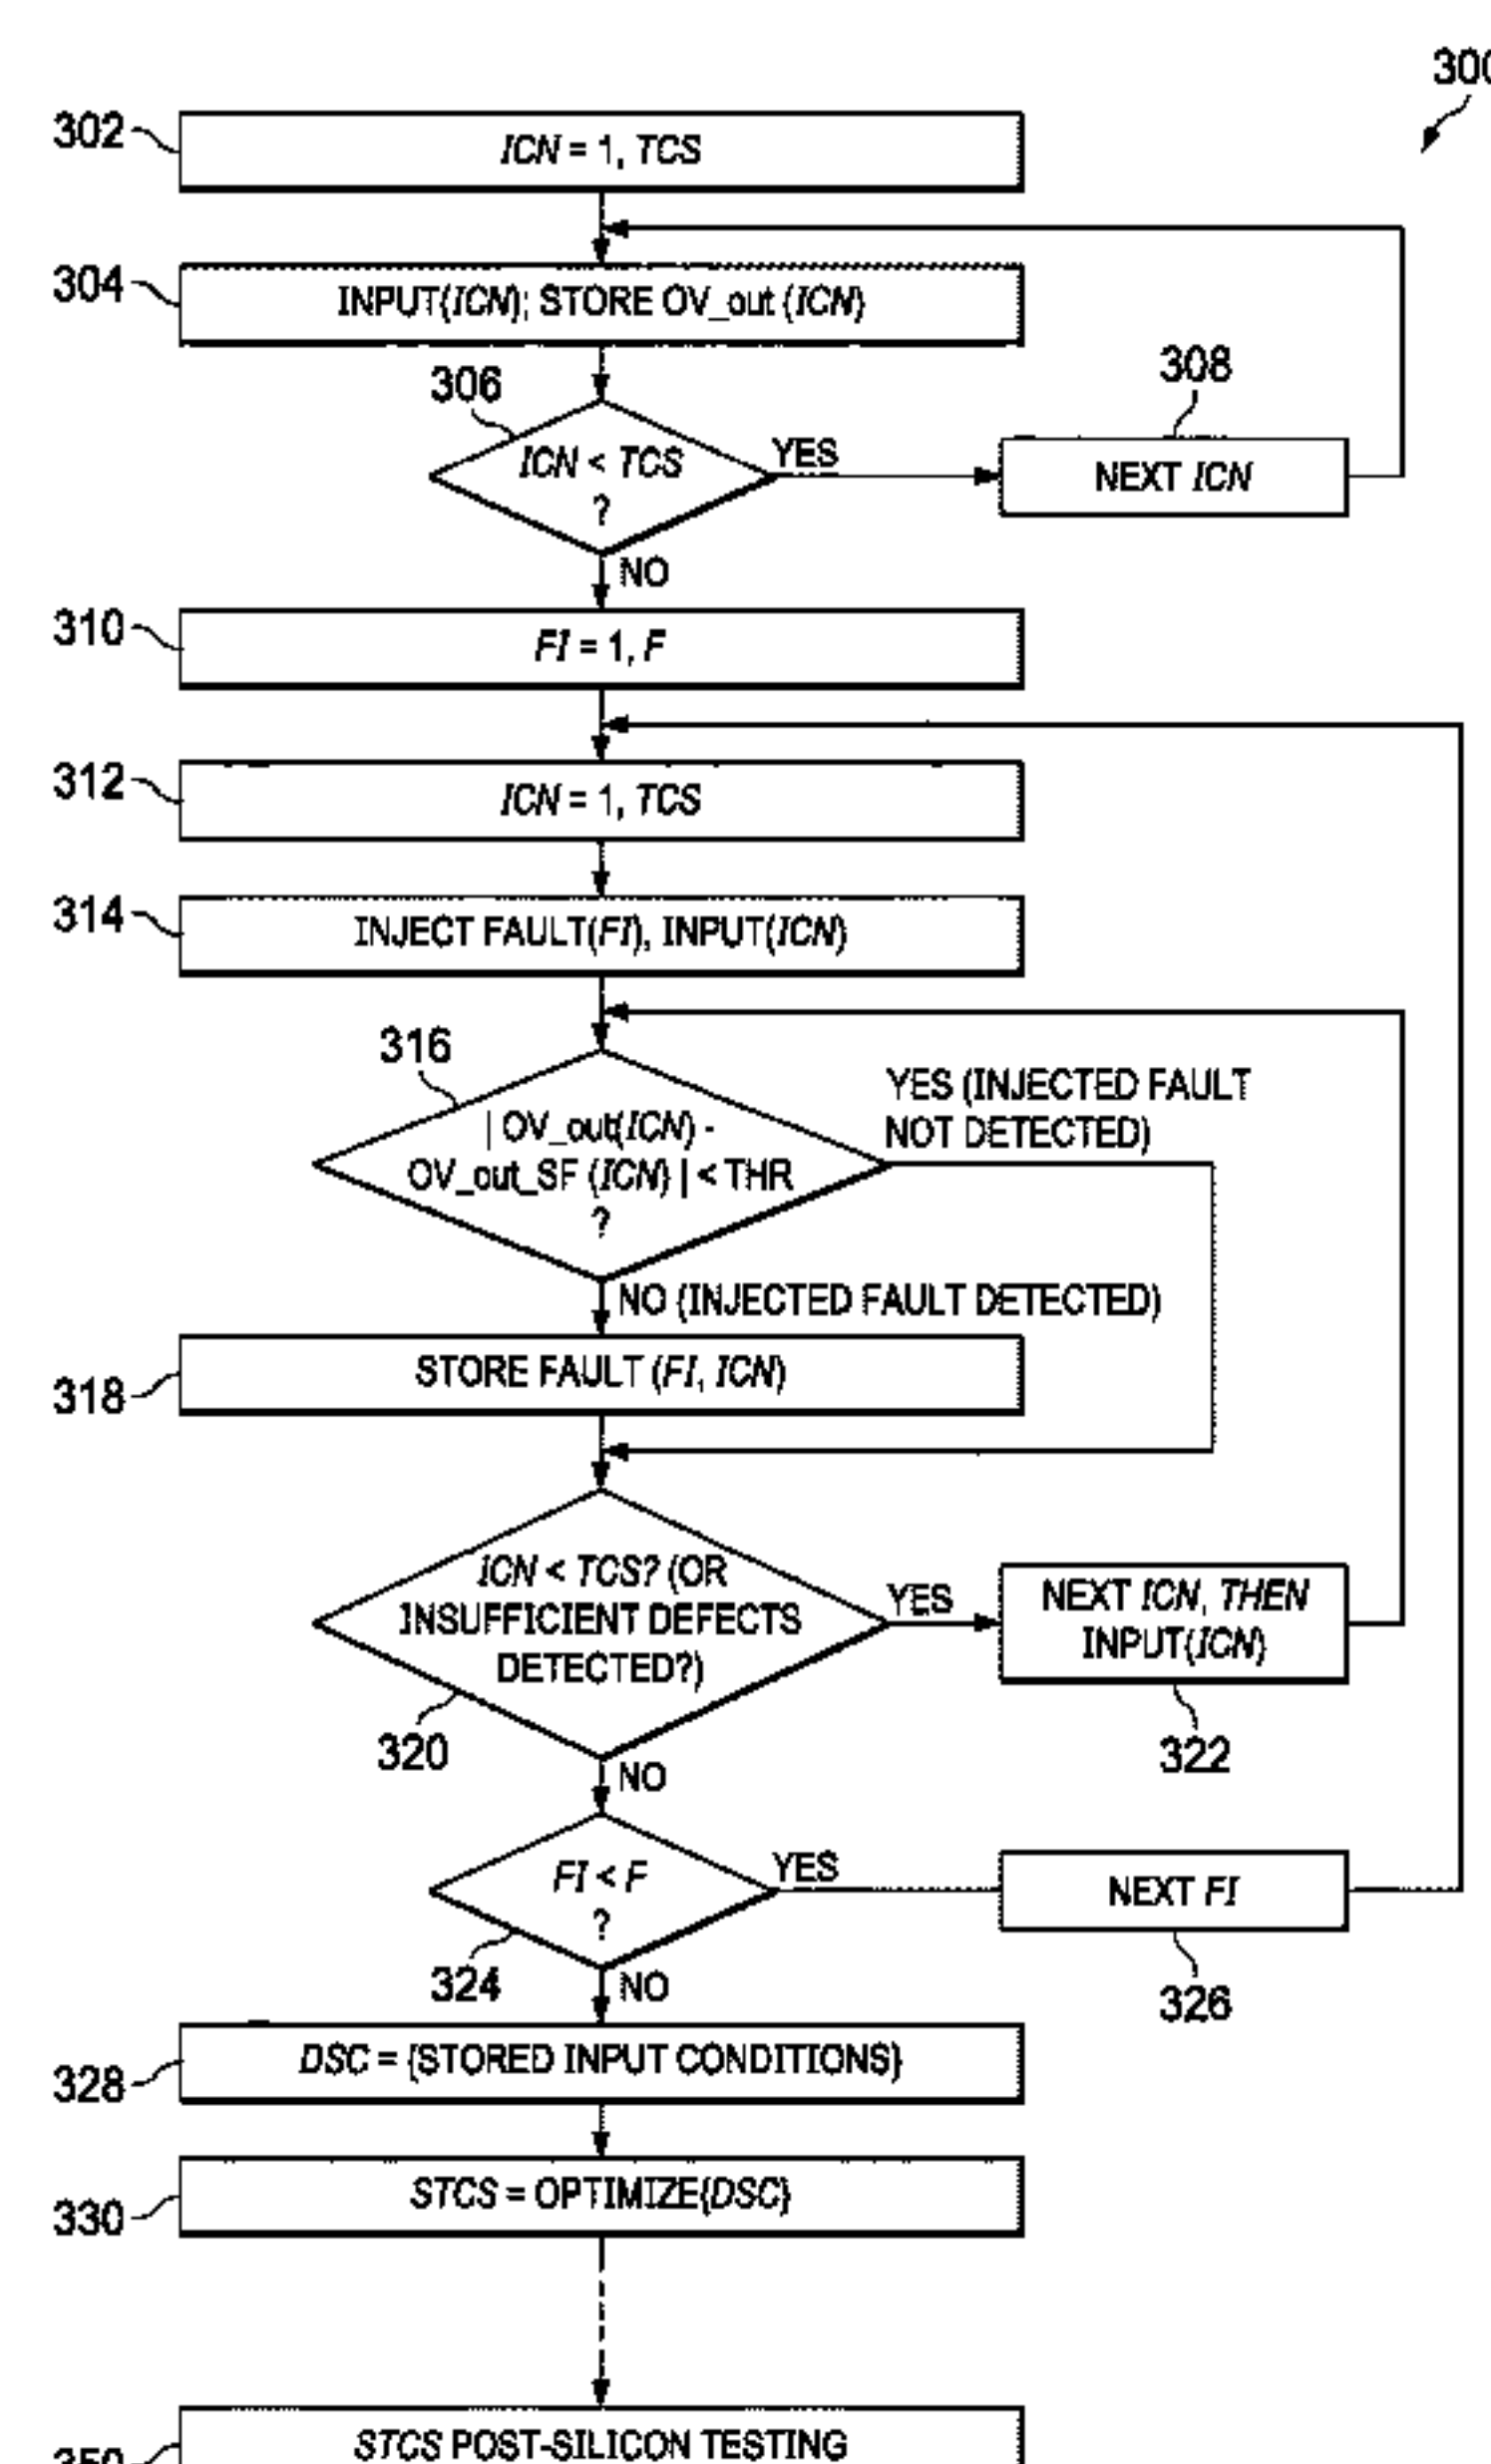 300
302
ICN = 1, TCS
304
INPUT(ICN); STORE OV_out (ICN)
306
308
ICN < TCS
?
YES
NEXT ICN
NO
310
FI = 1, F
312
ICN = 1, TCS
314
INJECT FAULT(FI), INPUT(ICN)
316
YES (INJECTED FAULT
NOT DETECTED)
| OV_out(ICN) -
OV_out_SF (ICN) | < THR
?
NO (INJECTED FAULT DETECTED)
318
STORE FAULT (FI, ICN)
ICN < TCS? (OR
INSUFFICIENT DEFECTS
DETECTED?)
YES
NEXT ICN, THEN
INPUT(ICN)
320
322
NO
FI < F
?
YES
NEXT FI
324
326
NO
328
DSC = {STORED INPUT CONDITIONS}
330
STCS = OPTIMIZE{DSC}
350
STCS POST-SILICON TESTING